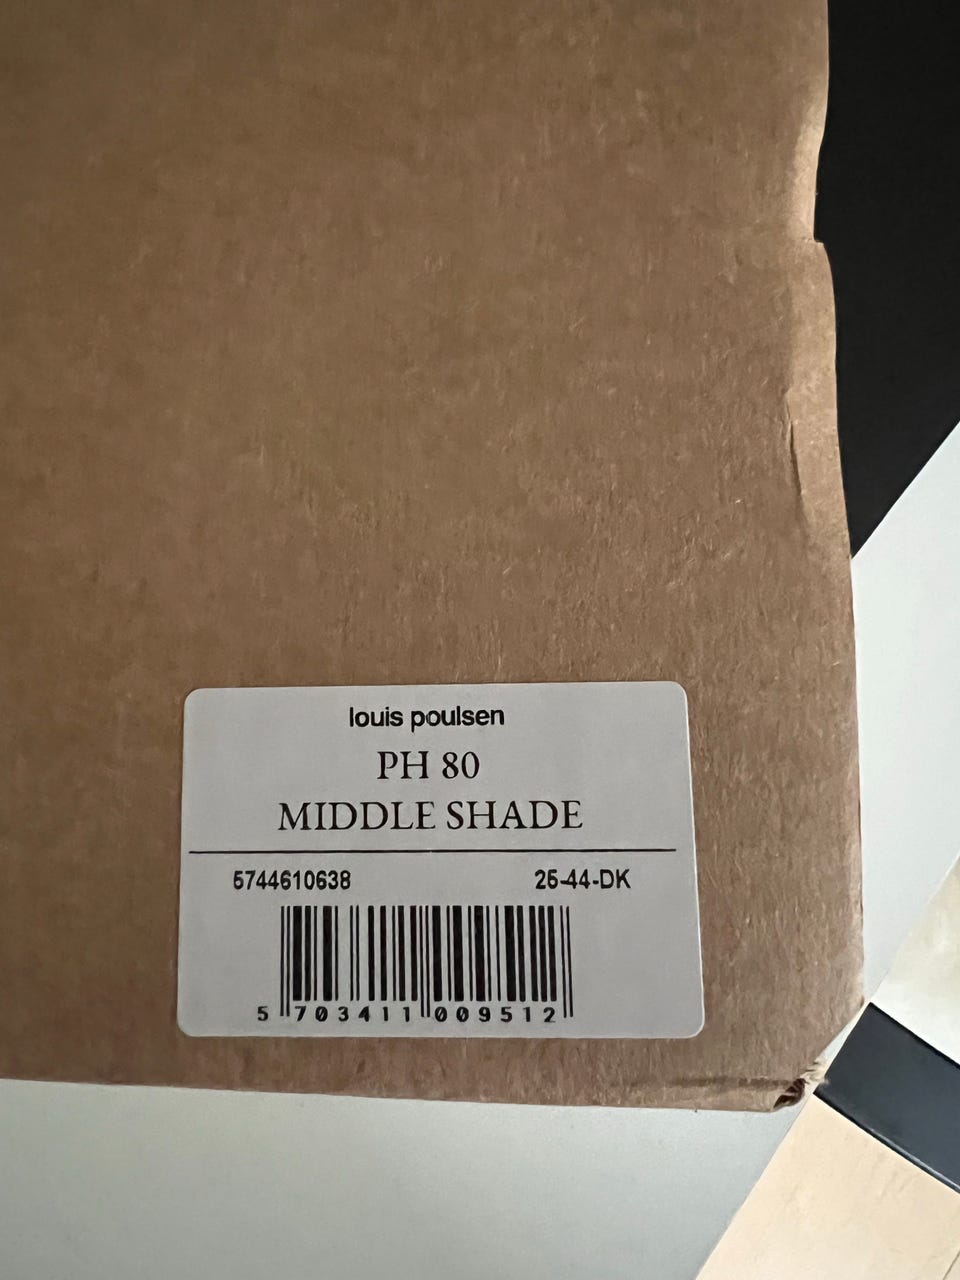 louis poulsen
PH 80
MIDDLE SHADE
5744610638 25-44-DK
5 703411 009512